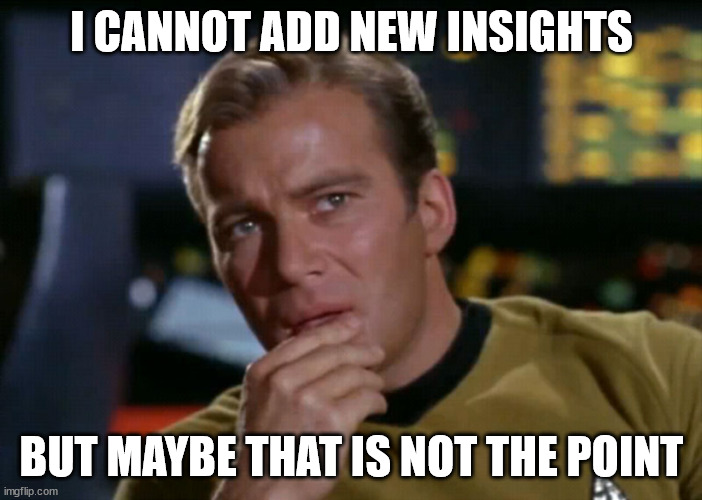 I CANNOT ADD NEW INSIGHTS
BUT MAYBE THAT IS NOT THE POINT
imgflip.com